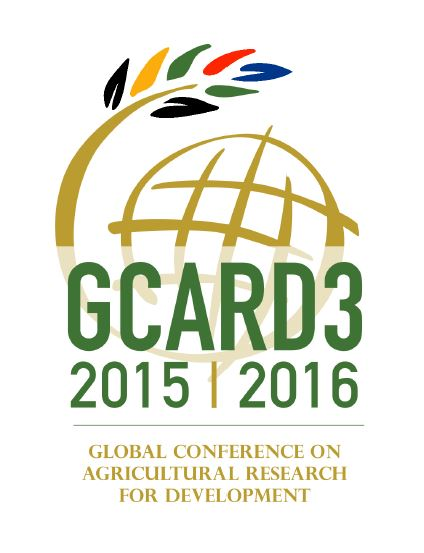 GCARD3
2015 | 2016
GLOBAL CONFERENCE ON
AGRICULTURAL RESEARCH
FOR DEVELOPMENT